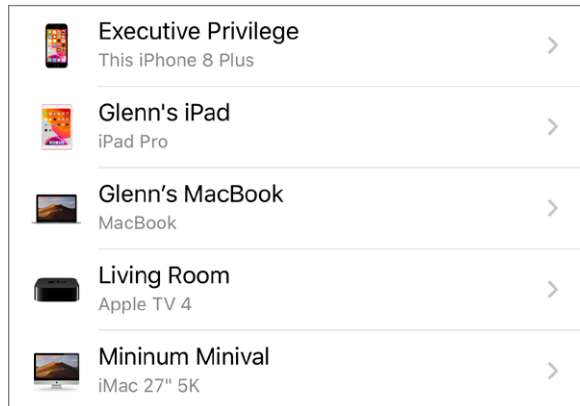 Executive Privilege
This iPhone 8 Plus
Glenn's iPad
iPad Pro
Glenn’s MacBook
MacBook
Living Room
Apple TV 4
Mininum Minival
iMac 27" 5K